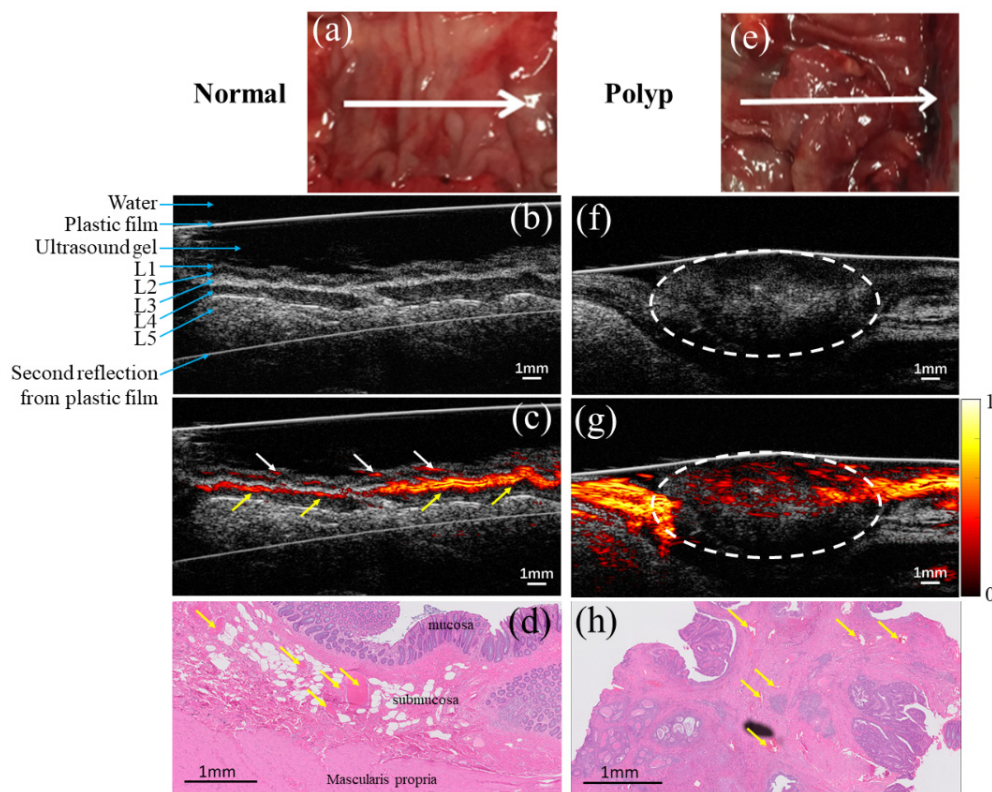 (a)
(e)
Normal
Polyp
Water
Plastic film
Ultrasound gel
L1
L2
L3
L4
L5
Second reflection
from plastic film
(b)
1mm
(f)
1mm
(c)
1mm
(g)
1mm
1
0
(d)
mucosa
submucosa
Mascularis propria
1mm
(h)
1mm